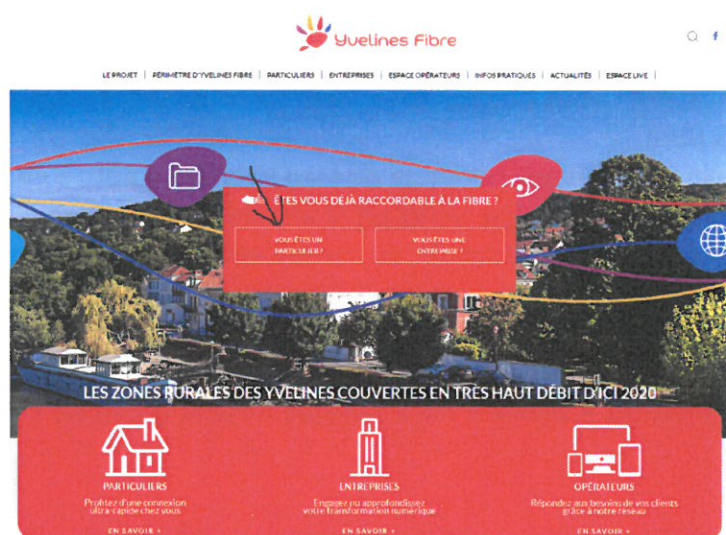 Yvelines Fibre
LE PROJET | PÉRIMÈTRE D'YVELINES FIBRE | PARTICULIERS | ENTREPRISES | ESPACE OPÉRATEURS | INFOS PRATIQUES | ACTUALITÉS | ESPACE LIVE |
ÊTES VOUS DÉJÀ RACCORDABLE À LA FIBRE ?
VOUS ÊTES UN
PARTICULIER ?
VOUS ÊTES UNE
ENTREPRISE ?
LES ZONES RURALES DES YVELINES COUVERTES EN TRÈS HAUT DÉBIT D'ICI 2020
PARTICULIERS
Profitez d'une connexion
ultra-rapide chez vous
EN SAVOIR +
ENTREPRISES
Engagez ou approfondissez
votre transformation numérique
EN SAVOIR +
OPÉRATEURS
Répondez aux besoins de vos clients
grâce à notre réseau
EN SAVOIR +